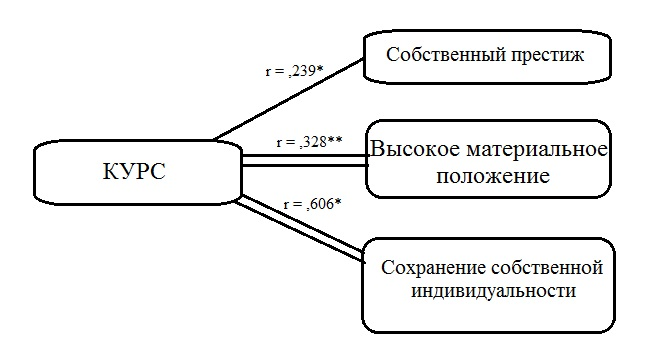 Собственный престиж
r = ,239*
r = ,328**
Высокое материальное
положение
КУРС
r = ,606*
Сохранение собственной
индивидуальности